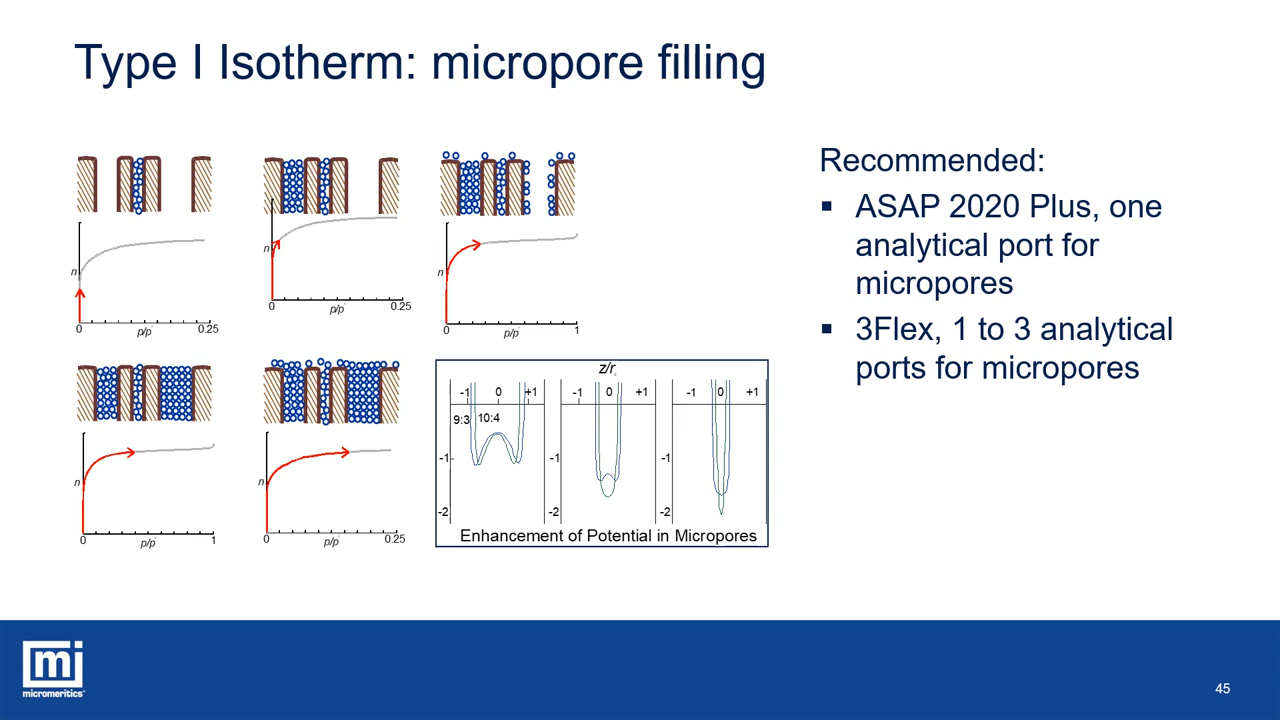 Type I Isotherm: micropore filling
n
0
p/p°
0.25
n
0
p/p°
0.25
n
0
p/p°
1
n
0
p/p°
1
n
0
p/p°
0.25
z/r
-1 0 +1
-1 0 +1
-1 0 +1
9:3 10:4
-1 -1 -1
-2 -2 -2
Enhancement of Potential in Micropores
Recommended:
▪ ASAP 2020 Plus, one
analytical port for
micropores
▪ 3Flex, 1 to 3 analytical
ports for micropores
mi
micromeritics®
45